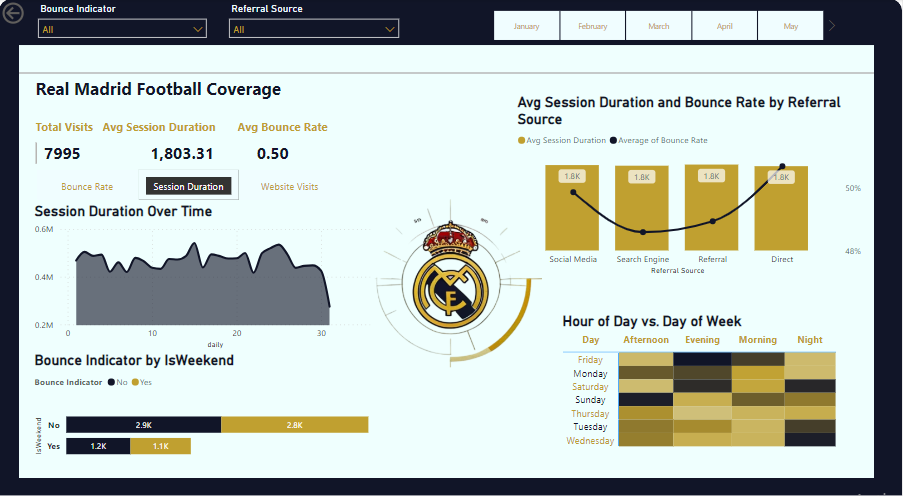 Bounce Indicator
Referral Source
All
All
January
February
March
April
May
Real Madrid Football Coverage
Total Visits
Avg Session Duration
Avg Bounce Rate
7995
1,803.31
0.50
Bounce Rate
Session Duration
Website Visits
Session Duration Over Time
0.6M
0.4M
0.2M
0
10
20
30
daily
Bounce Indicator by IsWeekend
Bounce Indicator
No
Yes
IsWeekend
No
2.9K
2.8K
Yes
1.2K
1.1K
Avg Session Duration and Bounce Rate by Referral
Source
Avg Session Duration
Average of Bounce Rate
1.8K
1.8K
1.8K
1.8K
50%
48%
Social Media
Search Engine
Referral
Direct
Referral Source
Hour of Day vs. Day of Week
Day
Afternoon
Evening
Morning
Night
Friday
Monday
Saturday
Sunday
Thursday
Tuesday
Wednesday